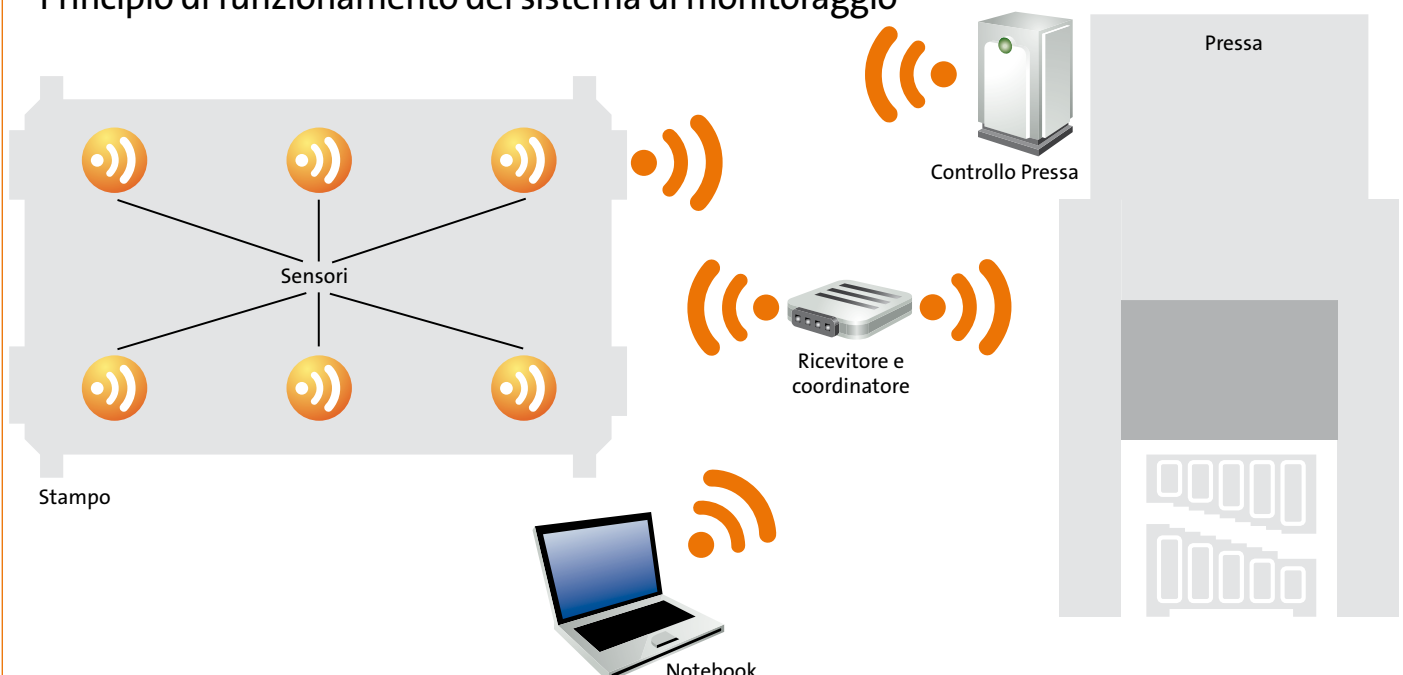 Principio di funzionamento del sistema di monitoraggio
Pressa
Controllo Pressa
Sensori
Ricevitore e
coordinatore
Stampo
Notebook